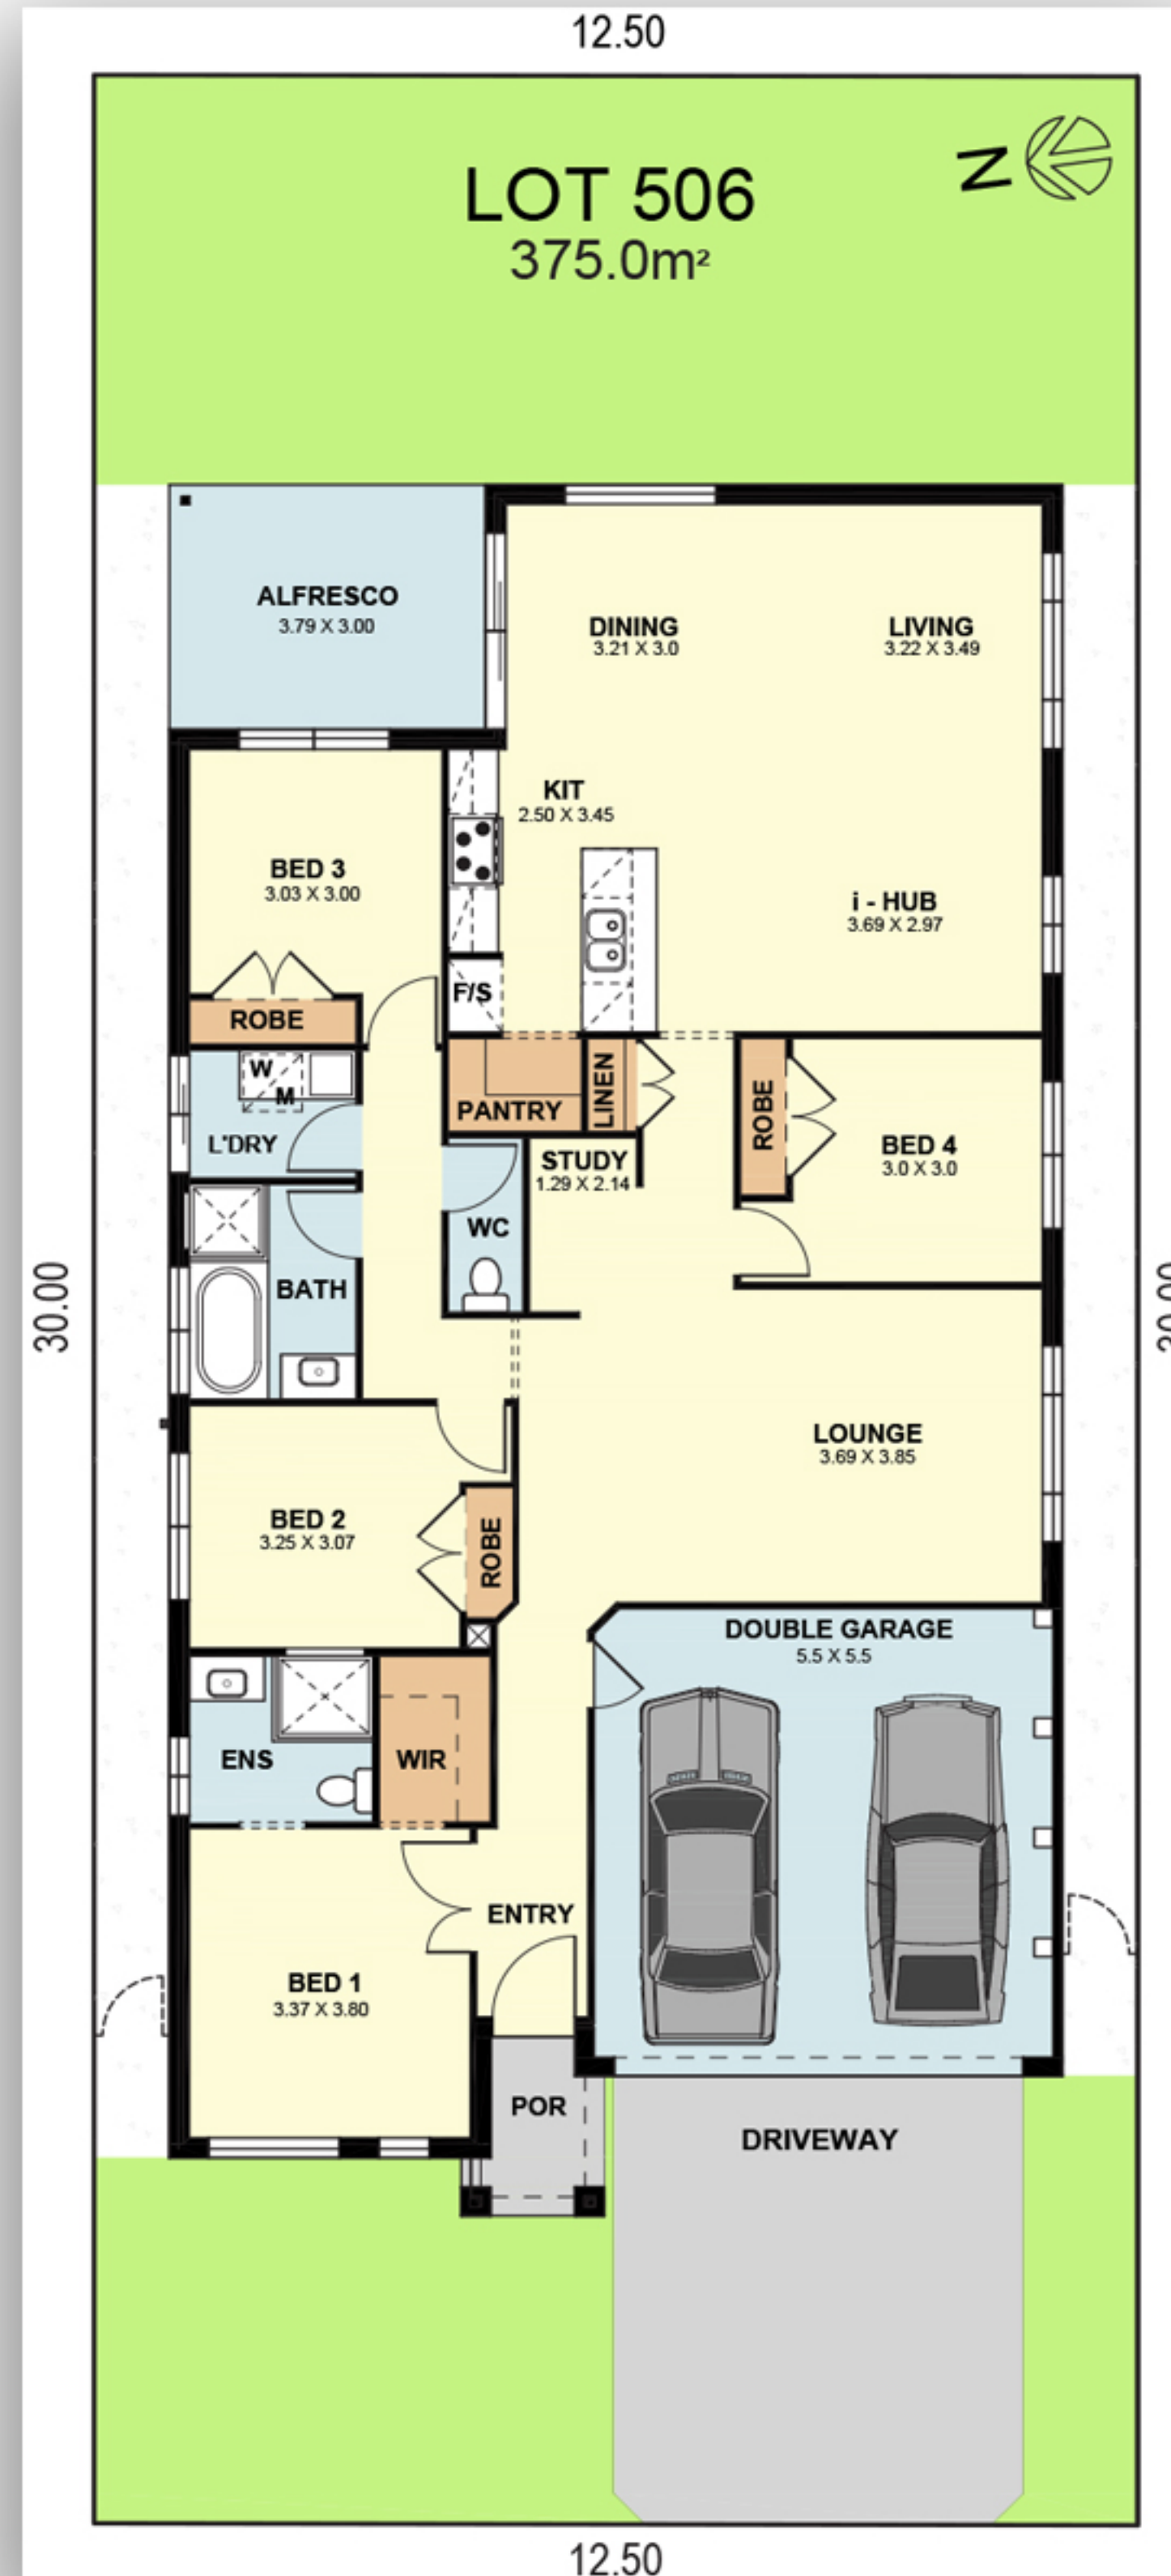 12.50
LOT 506
375.0m²
N
ALFRESCO
3.79 X 3.00
DINING
3.21 X 3.0
LIVING
3.22 X 3.49
KIT
2.50 X 3.45
BED 3
3.03 X 3.00
i - HUB
3.69 X 2.97
F/S
ROBE
W
M
L'DRY
PANTRY
LINEN
ROBE
BED 4
3.0 X 3.0
STUDY
1.29 X 2.14
WC
BATH
30.00
30.00
LOUNGE
3.69 X 3.85
BED 2
3.25 X 3.07
ROBE
DOUBLE GARAGE
5.5 X 5.5
ENS
WIR
ENTRY
BED 1
3.37 X 3.80
POR
DRIVEWAY
12.50